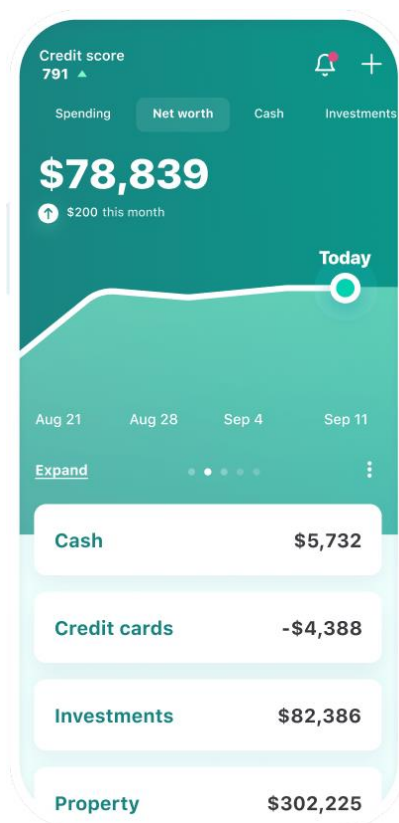 Credit score
791
Spending Net worth Cash Investments
$78,839
$200 this month
Today
Aug 21 Aug 28 Sep 4 Sep 11
Expand
Cash $5,732
Credit cards -$4,388
Investments $82,386
Property $302,225